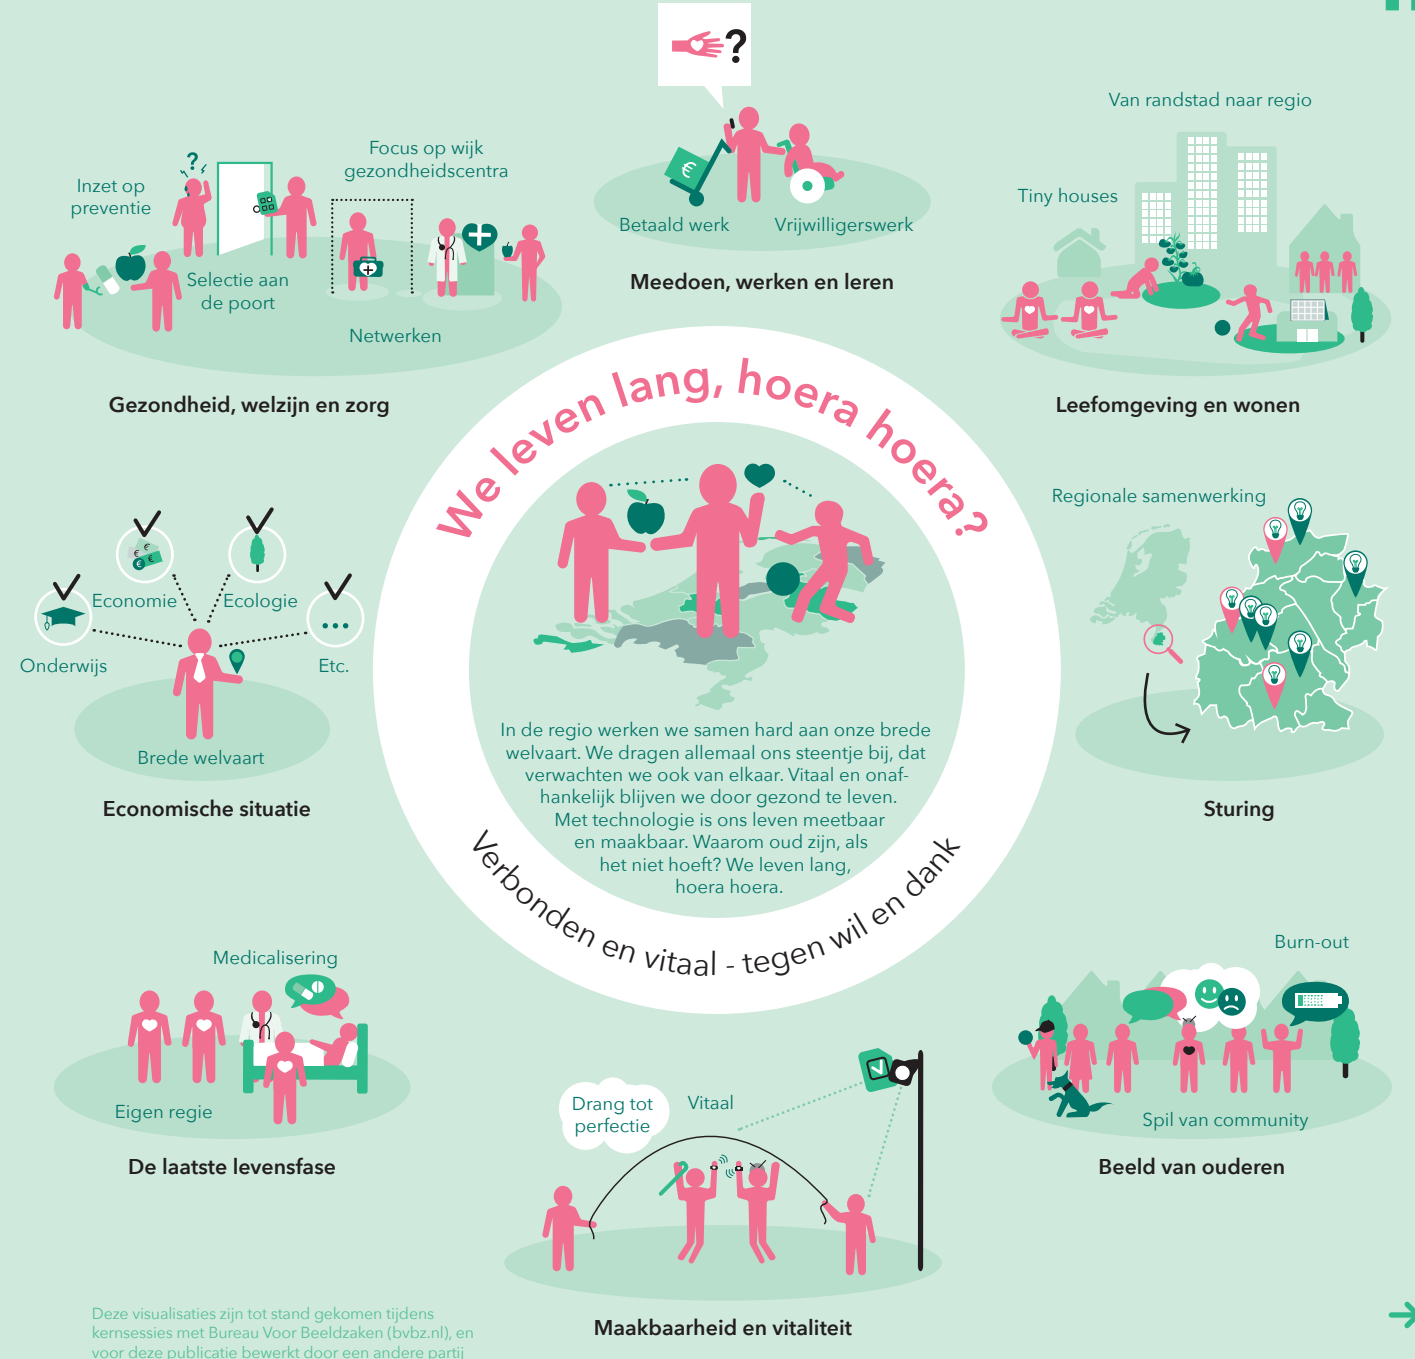 Van randstad naar regio
Focus op wijk
gezondheidscentra
Inzet op
preventie
Tiny houses
Betaald werk
Vrijwilligerswerk
Selectie aan
de poort
Meedoen, werken en leren
Netwerken
Gezondheid, welzijn en zorg
Leefomgeving en wonen
We leven lang, hoera hoera?
Regionale samenwerking
Economie
Ecologie
Onderwijs
Etc.
Brede welvaart
Economische situatie
Sturing
In de regio werken we samen hard aan onze brede
welvaart. We dragen allemaal ons steentje bij, dat
verwachten we ook van elkaar. Vitaal en onaf-
hankelijk blijven we door gezond te leven.
Met technologie is ons leven meetbaar
en maakbaar. Waarom oud zijn, als
het niet hoeft? We leven lang,
hoera hoera.
Verbonden en vitaal - tegen wil en dank
Medicalisering
Burn-out
Eigen regie
De laatste levensfase
Drang tot
perfectie
Vitaal
Spil van community
Beeld van ouderen
Maakbaarheid en vitaliteit
Deze visualisaties zijn tot stand gekomen tijdens
kernsessies met Bureau Voor Beeldzaken (bvbz.nl), en
voor deze publicatie bewerkt door een andere partij